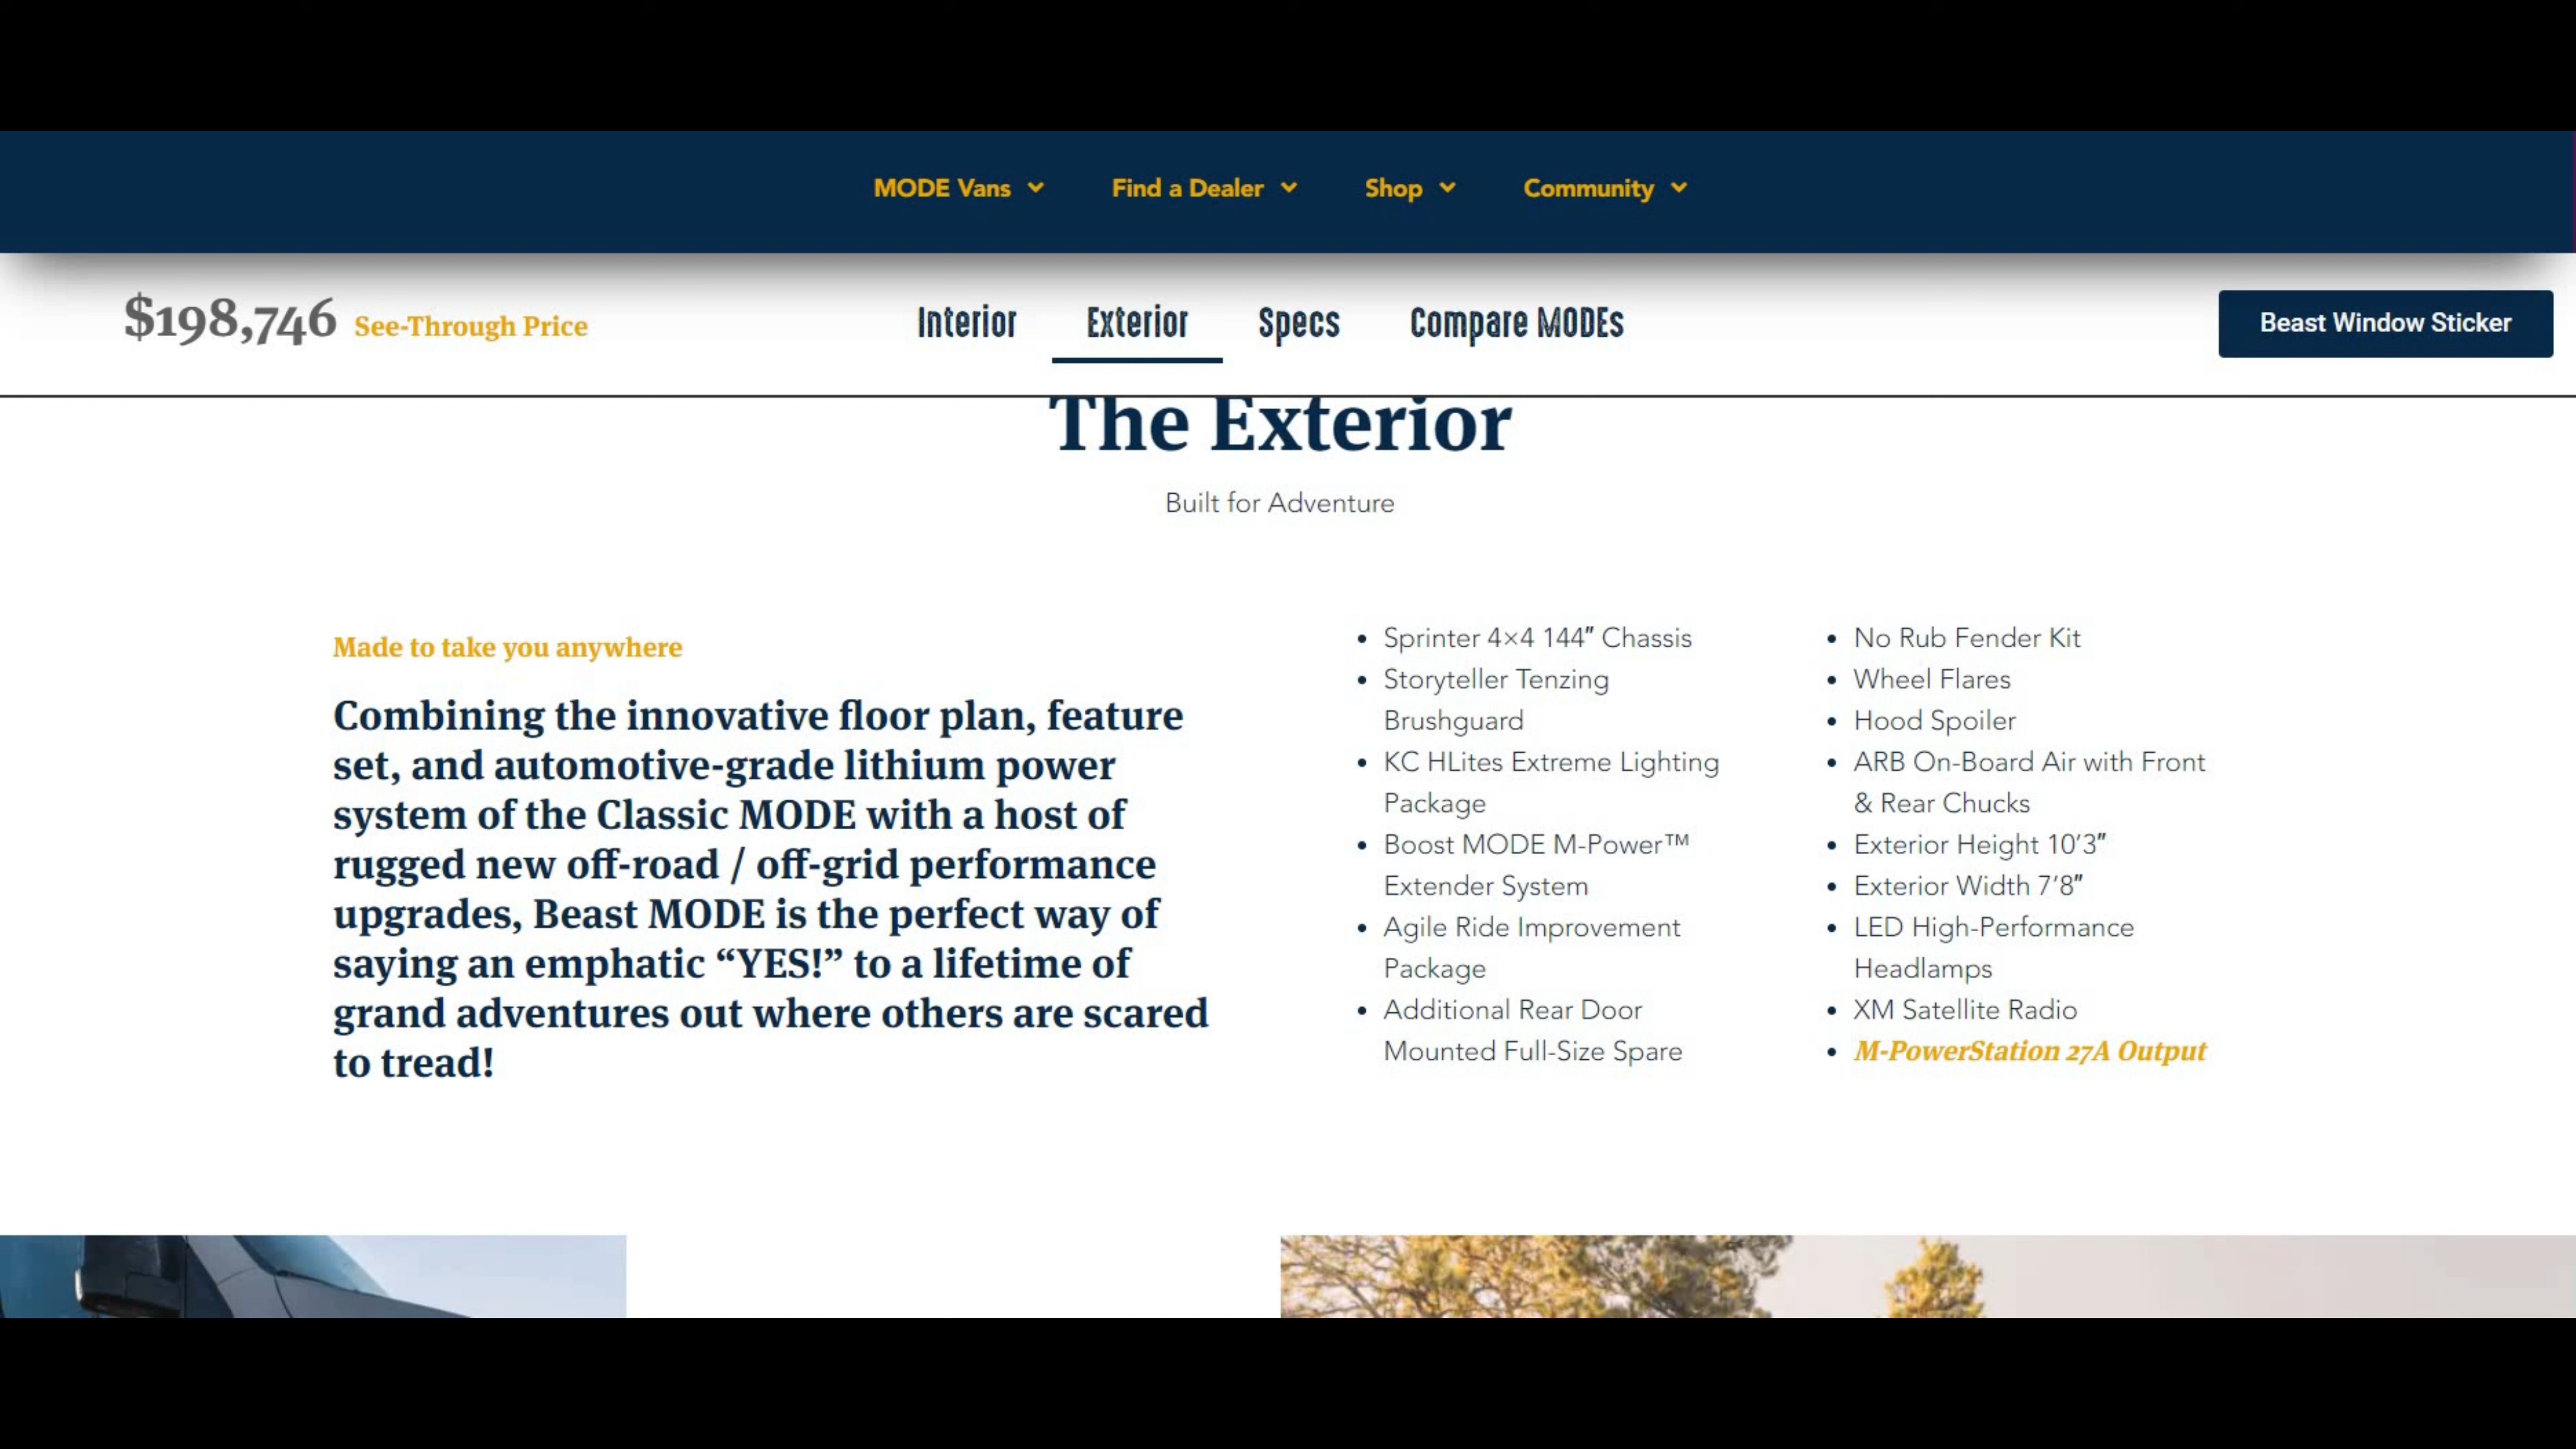 MODE Vans
Find a Dealer
Shop
Community
$198,746 See-Through Price
Interior
Exterior
Specs
Compare MODEs
Beast Window Sticker
The Exterior
Built for Adventure
Made to take you anywhere
Combining the innovative floor plan, feature
set, and automotive-grade lithium power
system of the Classic MODE with a host of
rugged new off-road / off-grid performance
upgrades, Beast MODE is the perfect way of
saying an emphatic “YES!” to a lifetime of
grand adventures out where others are scared
to tread!
• Sprinter 4×4 144″ Chassis
• Storyteller Tenzing
Brushguard
• KC HLites Extreme Lighting
Package
• Boost MODE M-Power™
Extender System
• Agile Ride Improvement
Package
• Additional Rear Door
Mounted Full-Size Spare
• No Rub Fender Kit
• Wheel Flares
• Hood Spoiler
• ARB On-Board Air with Front
& Rear Chucks
• Exterior Height 10’3″
• Exterior Width 7’8″
• LED High-Performance
Headlamps
• XM Satellite Radio
• M-PowerStation 27A Output